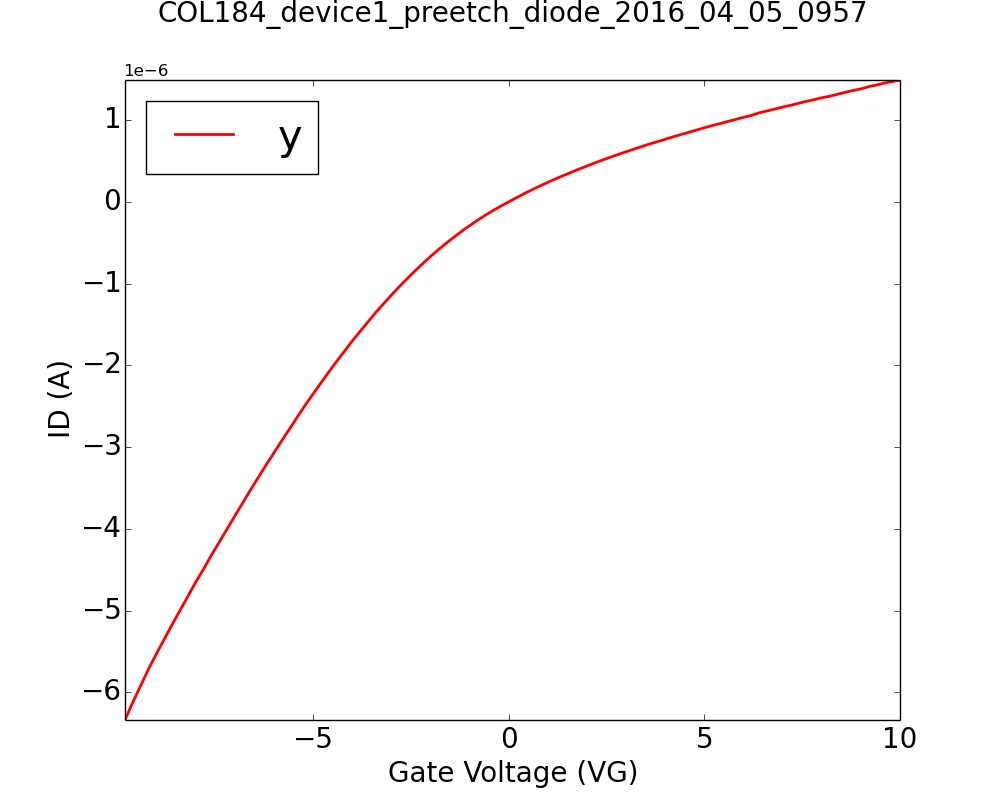 COL184_device1_preetch_diode_2016_04_05_0957
1e−6
y
1
0
−1
−2
−3
−4
−5
−6
ID (A)
−5 0 5 10
Gate Voltage (VG)